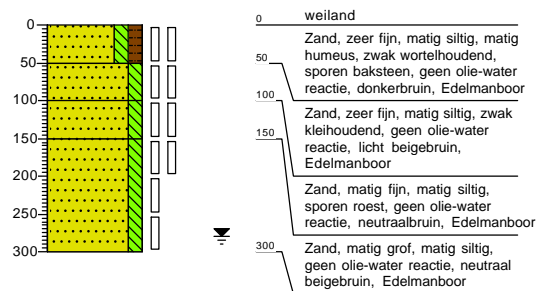 0
50
100
150
200
250
300
0 weiland
Zand, zeer fijn, matig siltig, matig
humeus, zwak wortelhoudend,
sporen baksteen, geen olie-water
reactie, donkerbruin, Edelmanboor
50
Zand, zeer fijn, matig siltig, zwak
kleihoudend, geen olie-water
reactie, licht beigebruin,
Edelmanboor
100
Zand, matig fijn, matig siltig,
sporen roest, geen olie-water
reactie, neutraalbruin, Edelmanboor
150
Zand, matig grof, matig siltig,
geen olie-water reactie, neutraal
beigebruin, Edelmanboor
300